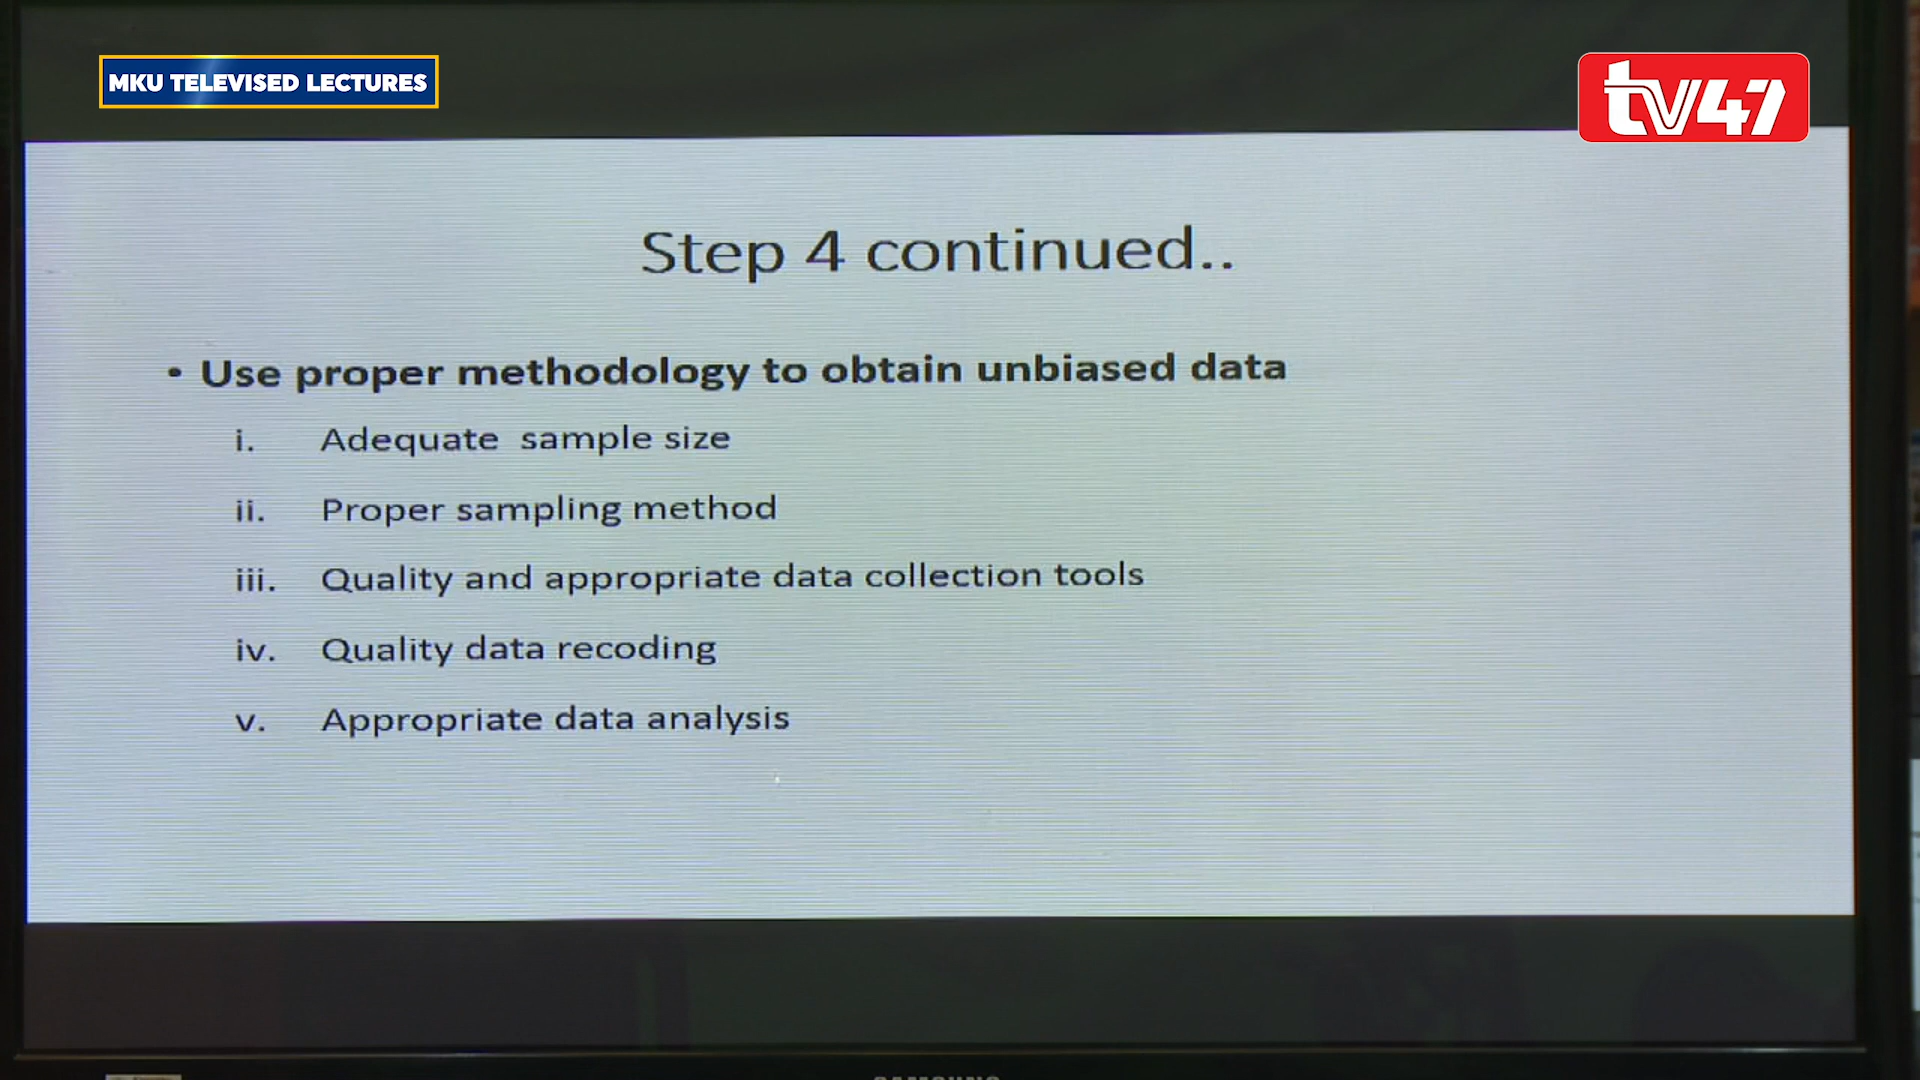 MKU TELEVISED LECTURES
tv47
Step 4 continued..
• Use proper methodology to obtain unbiased data
i. Adequate sample size
ii. Proper sampling method
iii. Quality and appropriate data collection tools
iv. Quality data recoding
v. Appropriate data analysis
SAMSUNG